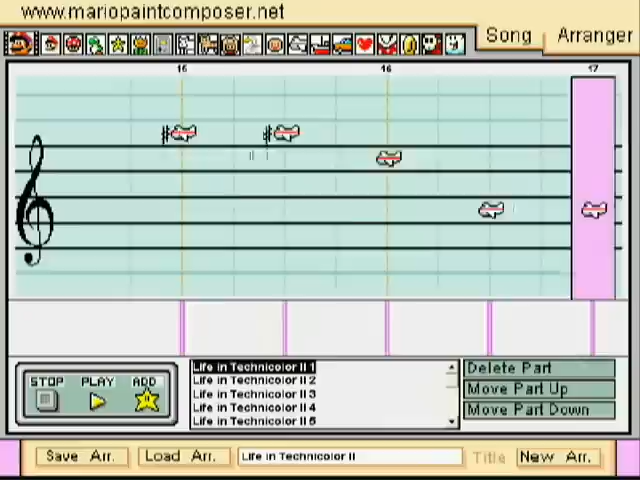 www.mariopaintcomposer.net
Song
Arranger
15
16
17
STOP
PLAY
ADD
Life in Technicolor II 1
Life in Technicolor II 2
Life in Technicolor II 3
Life in Technicolor II 4
Life in Technicolor II 5
Delete Part
Move Part Up
Move Part Down
Save Arr.
Load Arr.
Life in Technicolor II
Title
New Arr.